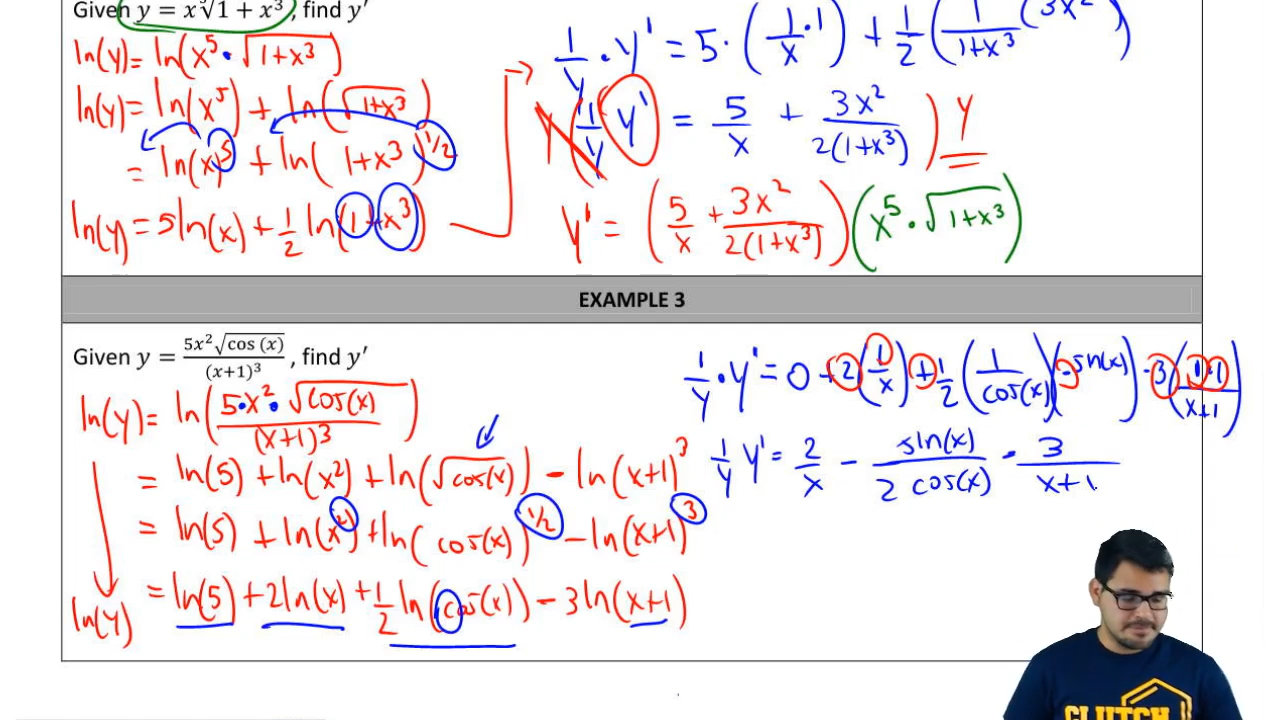 Given y = x⁵√1 + x³, find y′
ln(y) = ln(x⁵ • √1+x³)
ln(y) = ln(x⁵) + ln(√1+x³)
= ln(x)⁵ + ln(1+x³)^1/2
ln(y) = 5ln(x) + 1/2 ln(1+x³)
1/y • y' = 5 • (1/x • 1) + 1/2 (1/1+x³ (3x²)
y (1/y y' = 5/x + 3x²/2(1+x³)) y
y' = (5/x + 3x²/2(1+x³)) (x⁵ • √1+x³)
EXAMPLE 3
Given y = 5x²√cos (x)/(x+1)³, find y′
ln(y) = ln(5•x²•√cos(x)/(x+1)³)
= ln(5) + ln(x²) + ln(√cos(x)) - ln(x+1)³
= ln(5) + ln(x²) + ln(cos(x))^1/2 - ln(x+1)³
ln(y) = ln(5) + 2ln(x) + 1/2 ln(cos(x)) - 3ln(x+1)
1/y • y' = 0 + 2(1/x) + 1/2 (1/cos(x))(-sin(x)) - 3(1•1/x+1)
1/y y' = 2/x - sin(x)/2 cos(x) - 3/x+1
CLUTCH